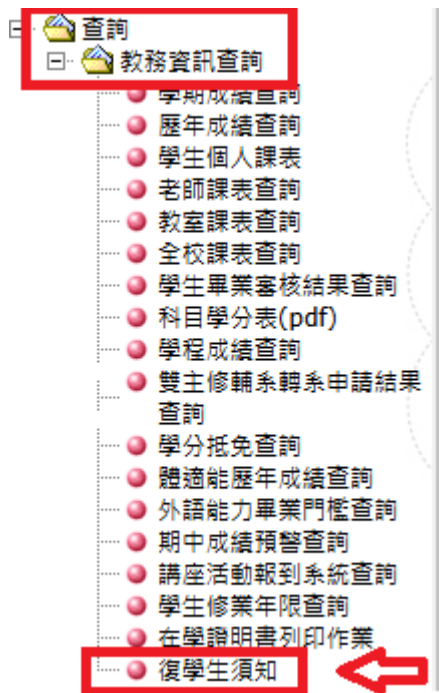 查詢
教務資訊查詢
學期成績查詢
歷年成績查詢
學生個人課表
老師課表查詢
教室課表查詢
全校課表查詢
學生畢業審核結果查詢
科目學分表(pdf)
學程成績查詢
雙主修輔系轉系申請結果
查詢
學分抵免查詢
體適能歷年成績查詢
外語能力畢業門檻查詢
期中成績預警查詢
講座活動報到系統查詢
學生修業年限查詢
在學證明書列印作業
復學生須知